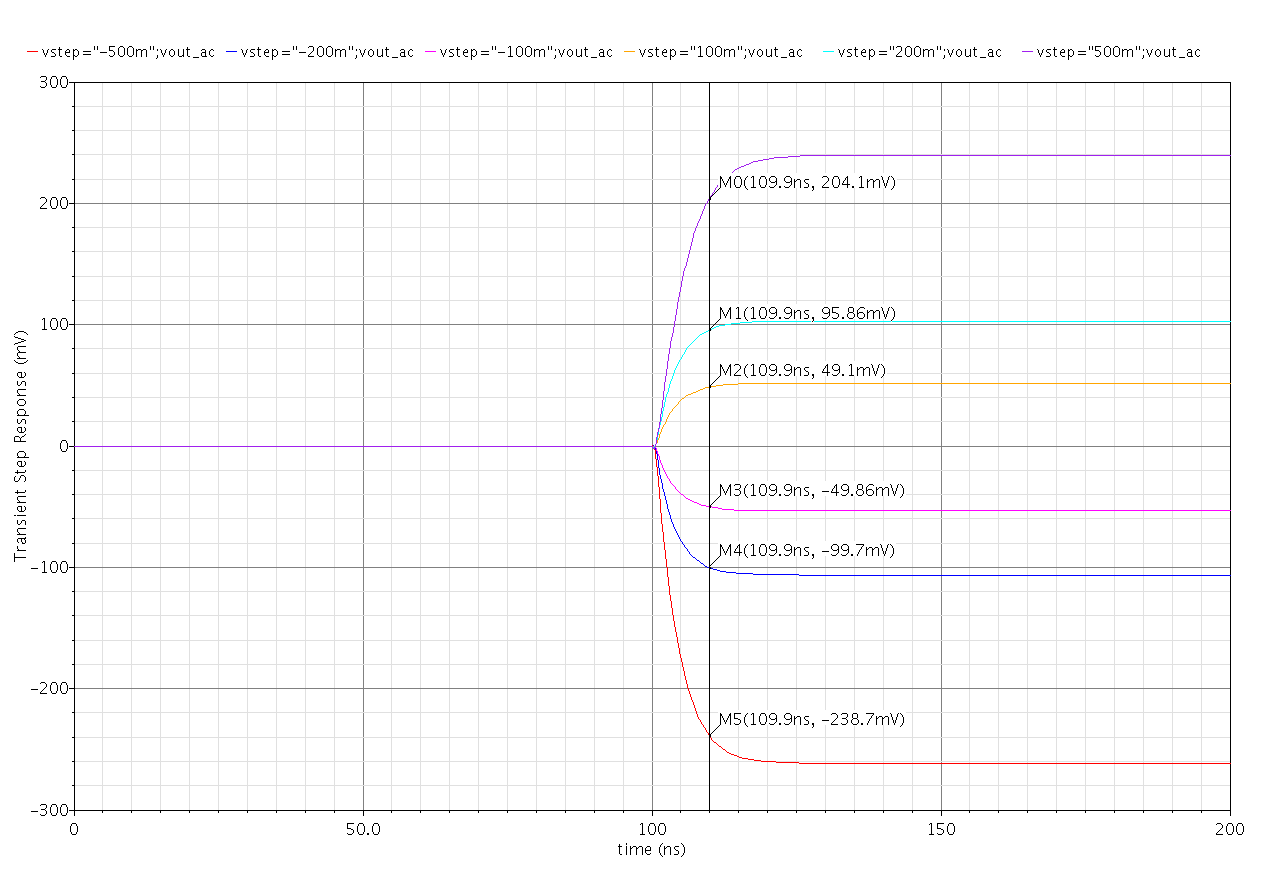 vstep="-500m";vout_ac vstep="-200m";vout_ac vstep="-100m";vout_ac vstep="100m";vout_ac vstep="200m";vout_ac vstep="500m";vout_ac
300
200
100
0
-100
-200
-300
Transient Step Response (mV)
M0(109.9ns, 204.1mV)
M1(109.9ns, 95.86mV)
M2(109.9ns, 49.1mV)
M3(109.9ns, -49.86mV)
M4(109.9ns, -99.7mV)
M5(109.9ns, -238.7mV)
0 50.0 100 150 200
time (ns)